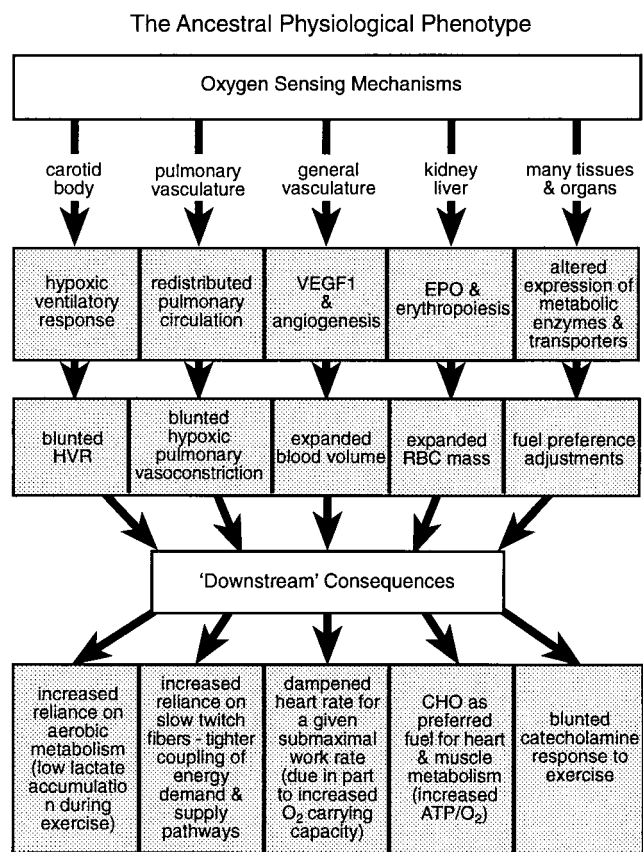 The Ancestral Physiological Phenotype
Oxygen Sensing Mechanisms
carotid
body
pulmonary
vasculature
general
vasculature
kidney
liver
many tissues
& organs
hypoxic
ventilatory
response
redistributed
pulmonary
circulation
VEGF1
&
angiogenesis
EPO &
erythropoiesis
altered
expression of
metabolic
enzymes &
transporters
blunted
HVR
blunted
hypoxic
pulmonary
vasoconstriction
expanded
blood volume
expanded
RBC mass
fuel preference
adjustments
'Downstream' Consequences
increased
reliance on
aerobic
metabolism
(low lactate
accumulatio
n during
exercise)
increased
reliance on
slow twitch
fibers - tighter
coupling of
energy
demand &
supply
pathways
dampened
heart rate for
a given
submaximal
work rate
(due in part
to increased
O₂ carrying
capacity)
CHO as
preferred
fuel for heart
& muscle
metabolism
(increased
ATP/O₂)
blunted
catecholamine
response to
exercise